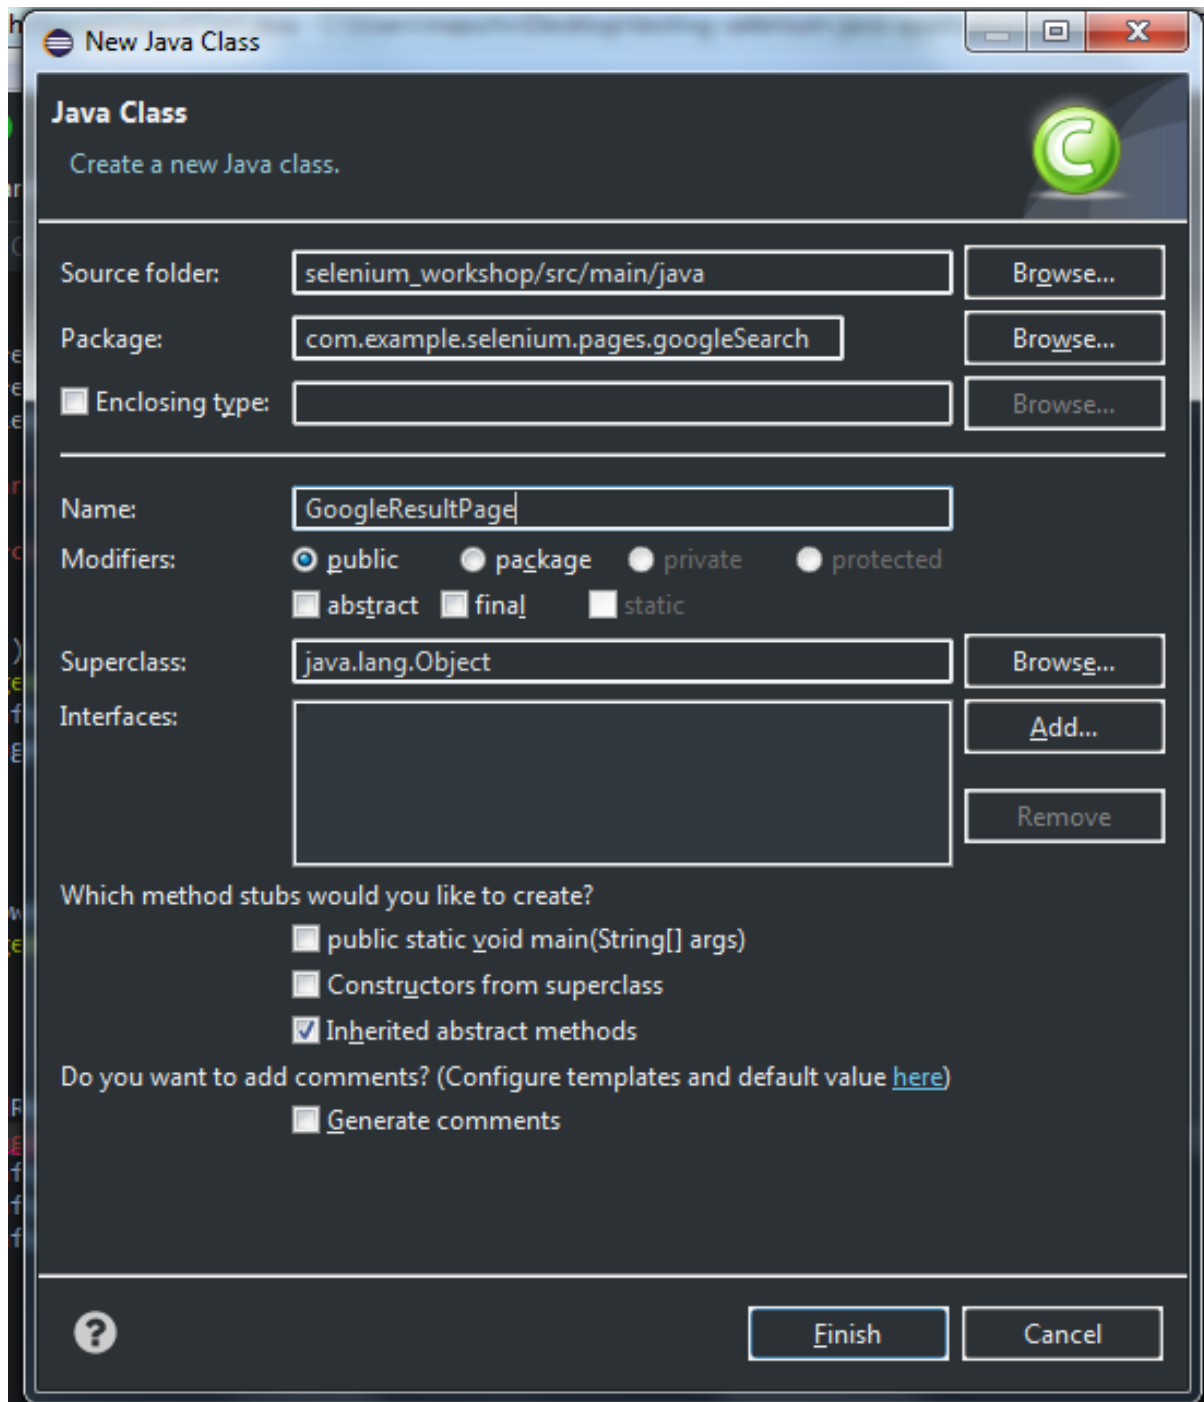 New Java Class
Java Class
Create a new Java class.
Source folder: selenium_workshop/src/main/java Browse...
Package: com.example.selenium.pages.googleSearch Browse...
Enclosing type: Browse...
Name: GoogleResultPage
Modifiers: public package private protected
abstract final static
Superclass: java.lang.Object Browse...
Interfaces: Add...
Remove
Which method stubs would you like to create?
public static void main(String[] args)
Constructors from superclass
Inherited abstract methods
Do you want to add comments? (Configure templates and default value here)
Generate comments
Finish Cancel